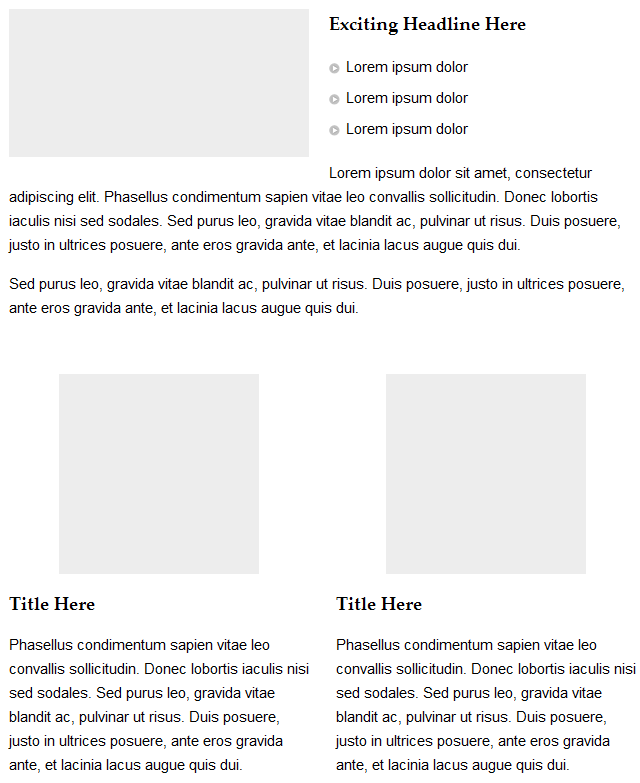 Exciting Headline Here
Lorem ipsum dolor
Lorem ipsum dolor
Lorem ipsum dolor
Lorem ipsum dolor sit amet, consectetur
adipiscing elit. Phasellus condimentum sapien vitae leo convallis sollicitudin. Donec lobortis
iaculis nisi sed sodales. Sed purus leo, gravida vitae blandit ac, pulvinar ut risus. Duis posuere,
justo in ultrices posuere, ante eros gravida ante, et lacinia lacus augue quis dui.
Sed purus leo, gravida vitae blandit ac, pulvinar ut risus. Duis posuere, justo in ultrices posuere,
ante eros gravida ante, et lacinia lacus augue quis dui.
Title Here
Phasellus condimentum sapien vitae leo
convallis sollicitudin. Donec lobortis iaculis nisi
sed sodales. Sed purus leo, gravida vitae
blandit ac, pulvinar ut risus. Duis posuere,
justo in ultrices posuere, ante eros gravida
ante, et lacinia lacus augue quis dui.
Title Here
Phasellus condimentum sapien vitae leo
convallis sollicitudin. Donec lobortis iaculis nisi
sed sodales. Sed purus leo, gravida vitae
blandit ac, pulvinar ut risus. Duis posuere,
justo in ultrices posuere, ante eros gravida
ante, et lacinia lacus augue quis dui.